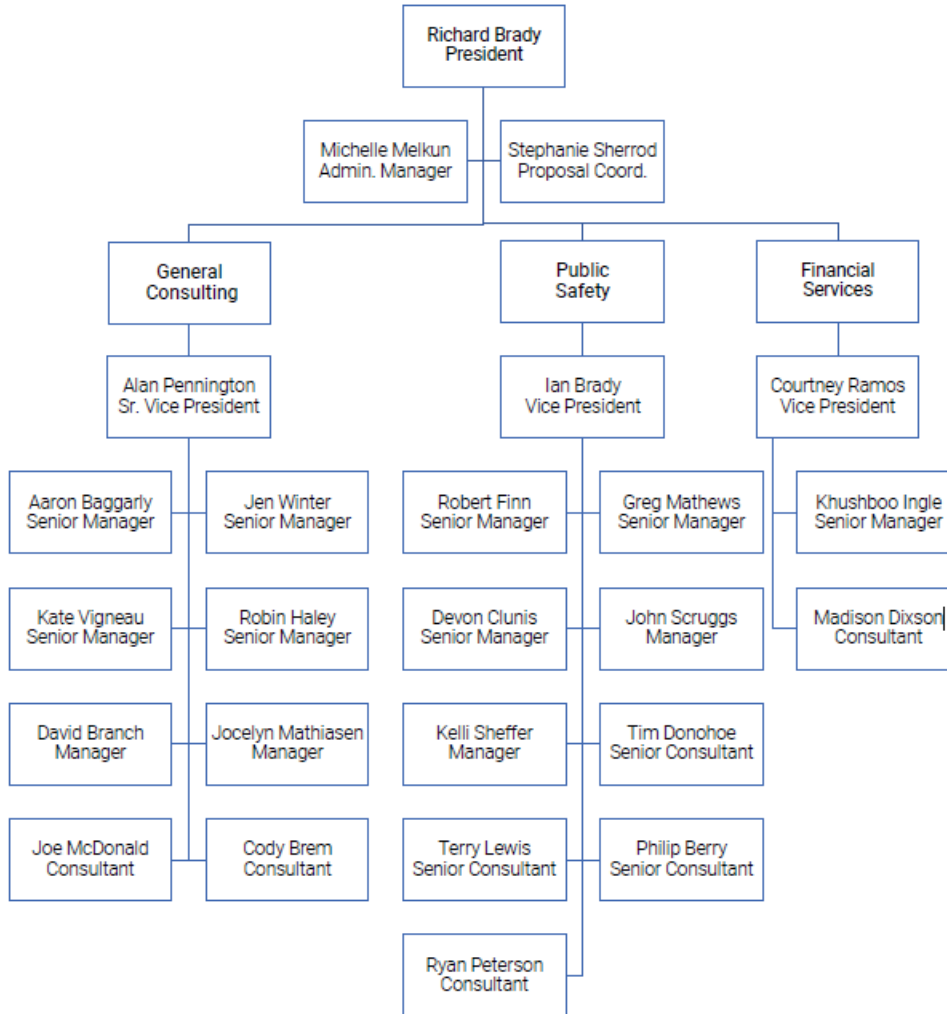 Richard Brady
President
Michelle Melkun
Admin. Manager
Stephanie Sherrod
Proposal Coord.
General
Consulting
Public
Safety
Financial
Services
Alan Pennington
Sr. Vice President
Ian Brady
Vice President
Courtney Ramos
Vice President
Aaron Baggarly
Senior Manager
Jen Winter
Senior Manager
Robert Finn
Senior Manager
Greg Mathews
Senior Manager
Khushboo Ingle
Senior Manager
Kate Vigneau
Senior Manager
Robin Haley
Senior Manager
Devon Clunis
Senior Manager
John Scruggs
Manager
Madison Dixson
Consultant
David Branch
Manager
Jocelyn Mathiasen
Manager
Kelli Sheffer
Manager
Tim Donohoe
Senior Consultant
Joe McDonald
Consultant
Cody Brem
Consultant
Terry Lewis
Senior Consultant
Philip Berry
Senior Consultant
Ryan Peterson
Consultant